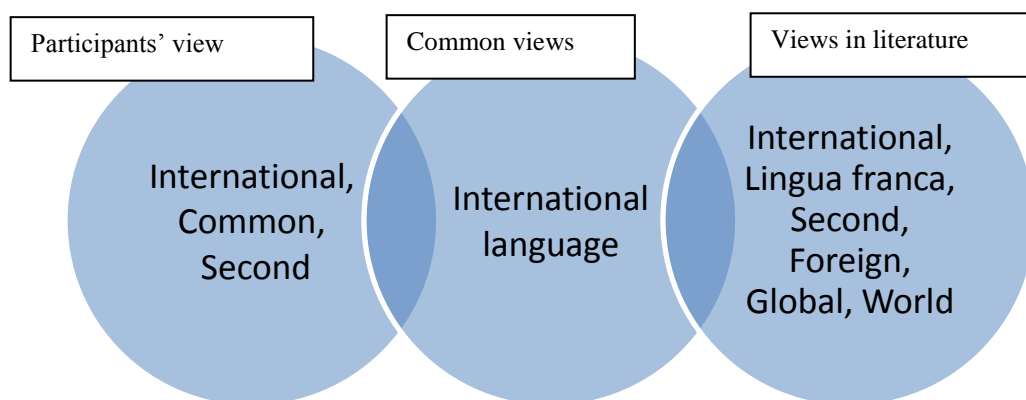 Participants’ view
Common views
Views in literature
International,
Common,
Second
International
language
International,
Lingua franca,
Second,
Foreign,
Global, World